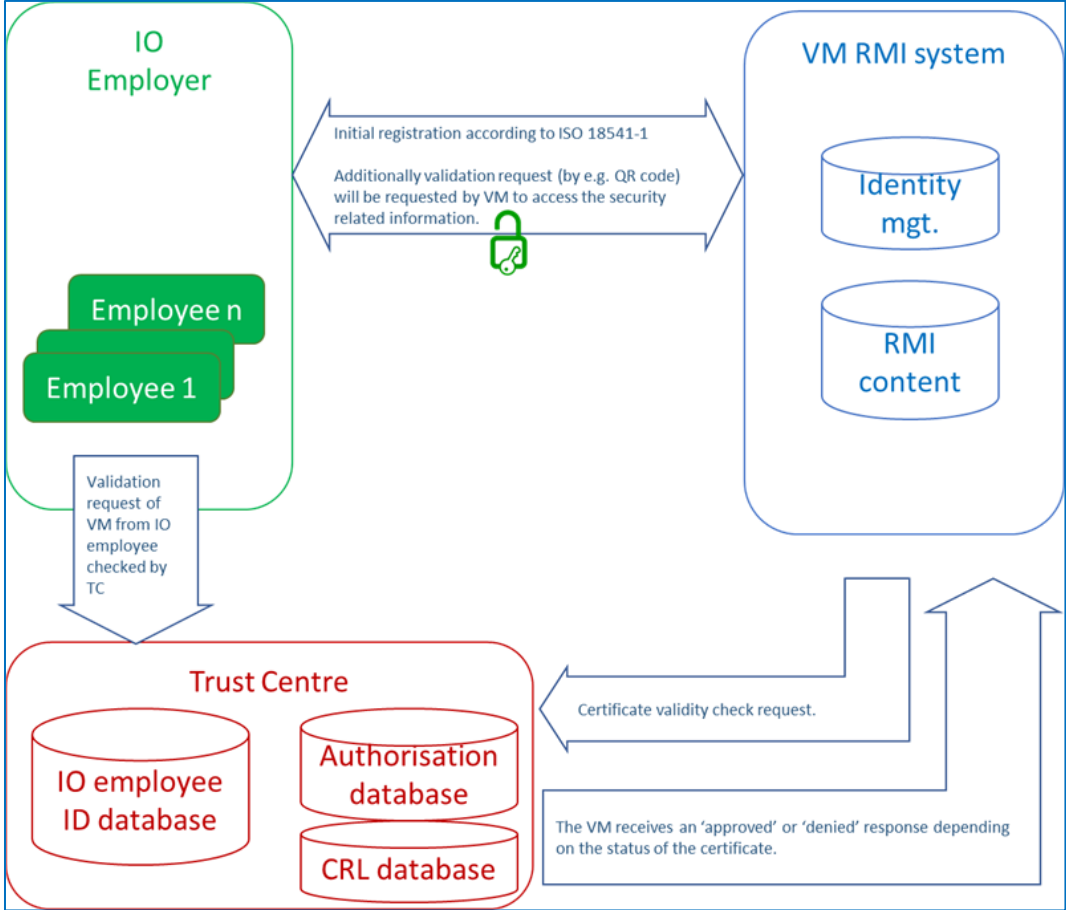 IO
Employer
VM RMI system
Initial registration according to ISO 18541-1
Additionally validation request (by e.g. QR code)
will be requested by VM to access the security
related information.
Identity
mgt.
RMI
content
Employee n
Employee 1
Validation
request of
VM from IO
employee
checked by
TC
Trust Centre
IO employee
ID database
Authorisation
database
CRL database
Certificate validity check request.
The VM receives an ‘approved’ or ‘denied’ response depending
on the status of the certificate.